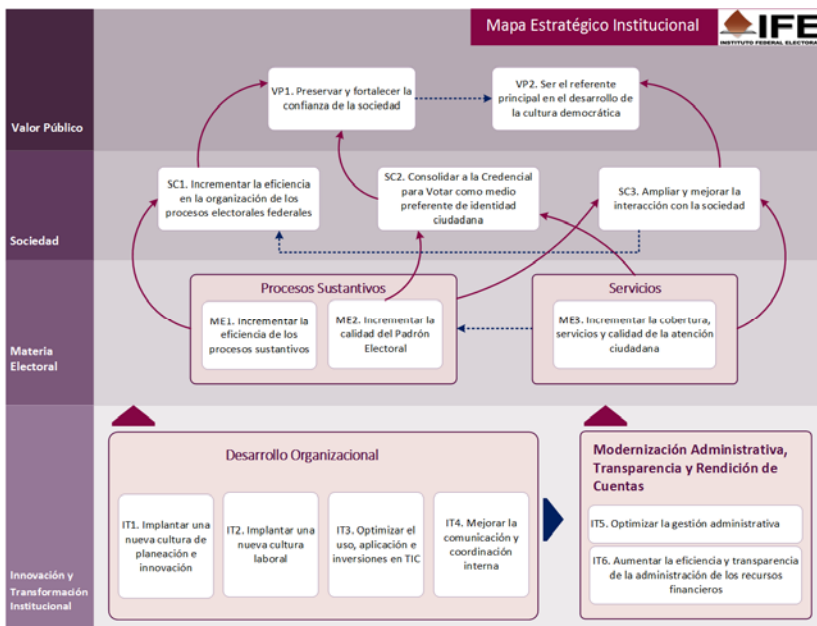 Mapa Estratégico Institucional
IFE
INSTITUTO FEDERAL ELECTORAL
Valor Público
VP1. Preservar y fortalecer la
confianza de la sociedad
VP2. Ser el referente
principal en el desarrollo de
la cultura democrática
Sociedad
SC1. Incrementar la eficiencia
en la organización de los
procesos electorales federales
SC2. Consolidar a la Credencial
para Votar como medio
preferente de identidad
ciudadana
SC3. Ampliar y mejorar la
interacción con la sociedad
Materia
Electoral
Procesos Sustantivos
ME1. Incrementar la
eficiencia de los
procesos sustantivos
ME2. Incrementar la
calidad del Padrón
Electoral
Servicios
ME3. Incrementar la cobertura,
servicios y calidad de la atención
ciudadana
Innovación y
Transformación
Institucional
Desarrollo Organizacional
IT1. Implantar una
nueva cultura de
planeación e
innovación
IT2. Implantar una
nueva cultura
laboral
IT3. Optimizar el
uso, aplicación e
inversiones en TIC
IT4. Mejorar la
comunicación y
coordinación
interna
Modernización Administrativa,
Transparencia y Rendición de
Cuentas
IT5. Optimizar la gestión administrativa
IT6. Aumentar la eficiencia y transparencia
de la administración de los recursos
financieros